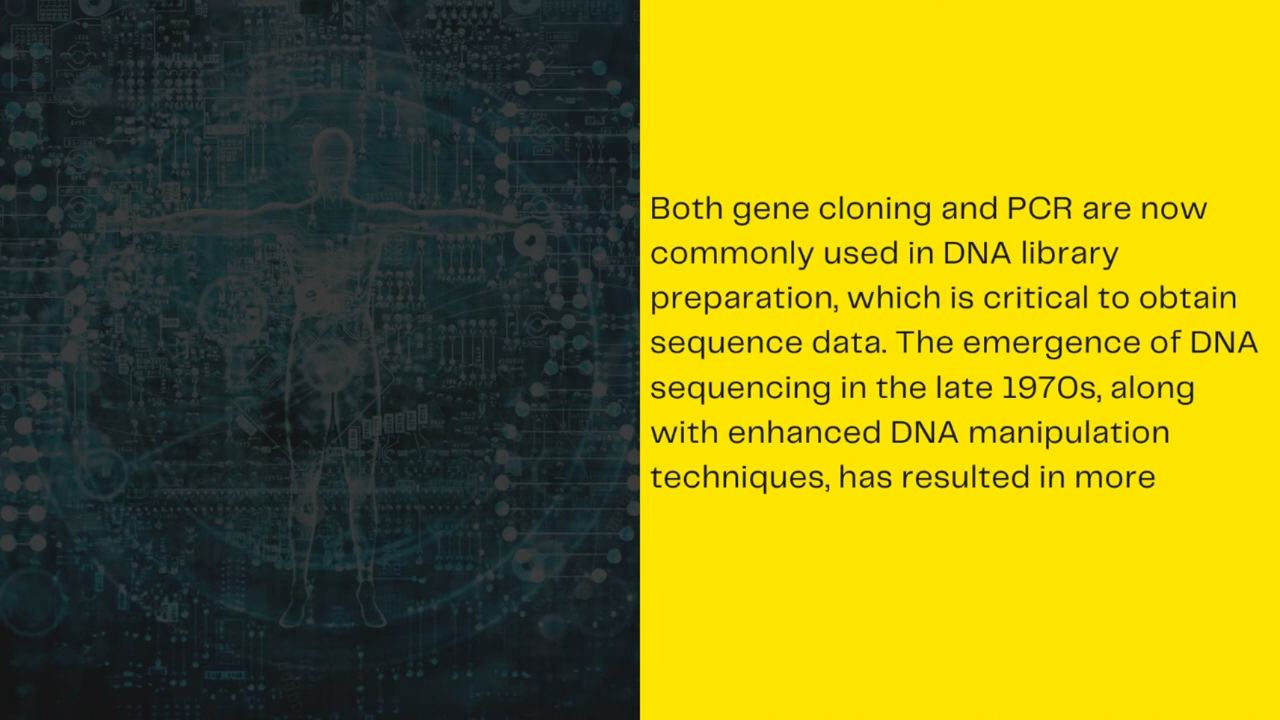 Both gene cloning and PCR are now
commonly used in DNA library
preparation, which is critical to obtain
sequence data. The emergence of DNA
sequencing in the late 1970s, along
with enhanced DNA manipulation
techniques, has resulted in more